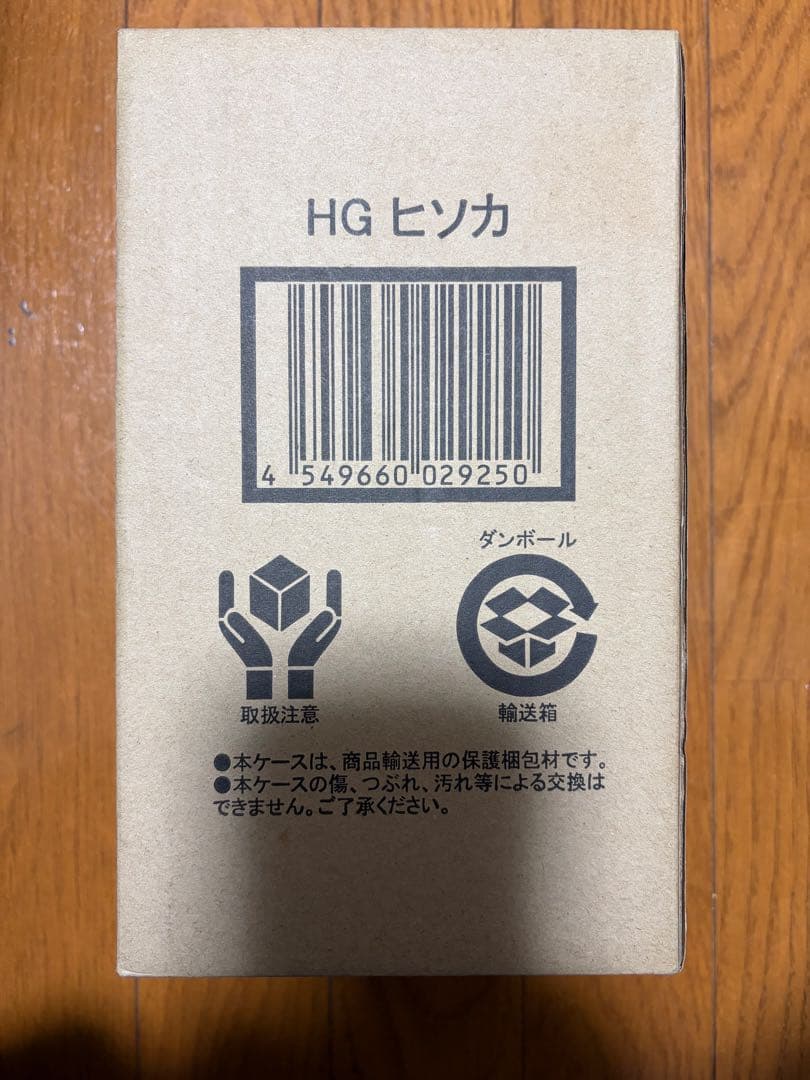 HG ヒソカ
4 549660 029250
ダンボール
取扱注意
輸送箱
●本ケースは、商品輸送用の保護梱包材です。
●本ケースの傷、つぶれ、汚れ等による交換は
できません。ご了承ください。